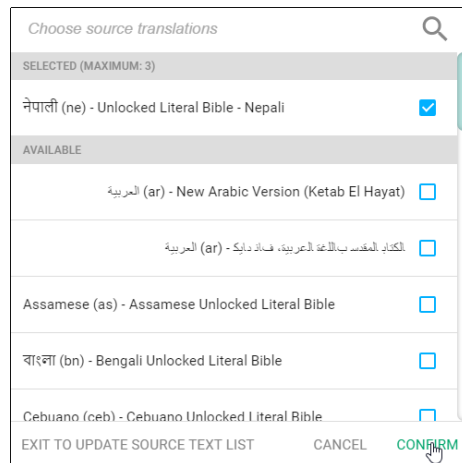 Choose source translations
SELECTED (MAXIMUM: 3)
नेपाली (ne) - Unlocked Literal Bible - Nepali
AVAILABLE
العربية (ar) - New Arabic Version (Ketab El Hayat)
العربية (ar) - الكتاب المقدس باللغة العربية، فان دايك
Assamese (as) - Assamese Unlocked Literal Bible
বাংলা (bn) - Bengali Unlocked Literal Bible
Cebuano (ceb) - Cebuano Unlocked Literal Bible
EXIT TO UPDATE SOURCE TEXT LIST CANCEL CONFIRM